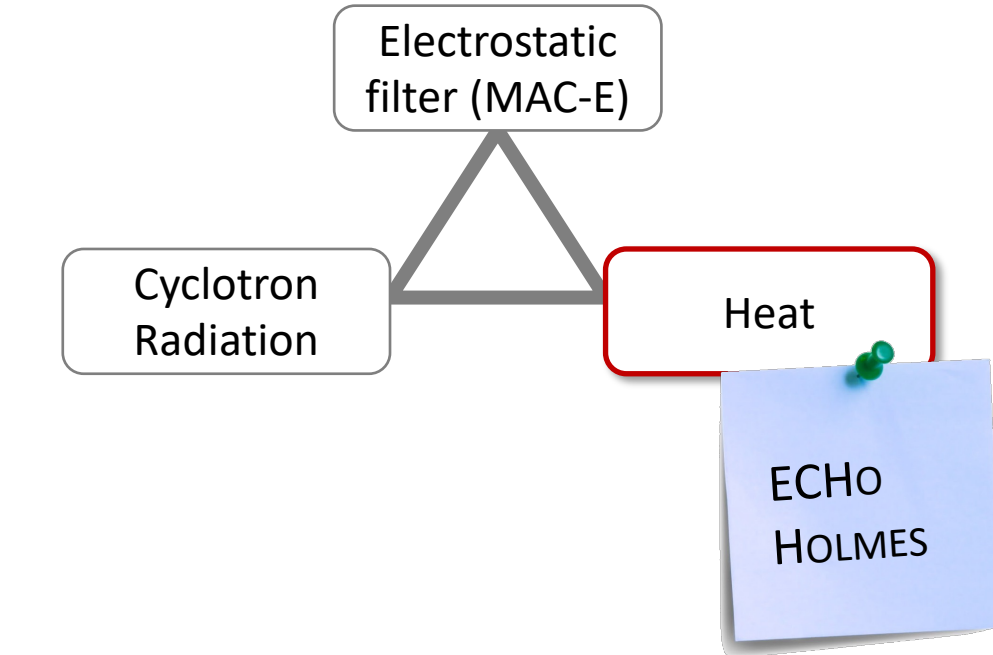 Electrostatic
filter (MAC-E)
Cyclotron
Radiation
Heat
ECHO
HOLMES